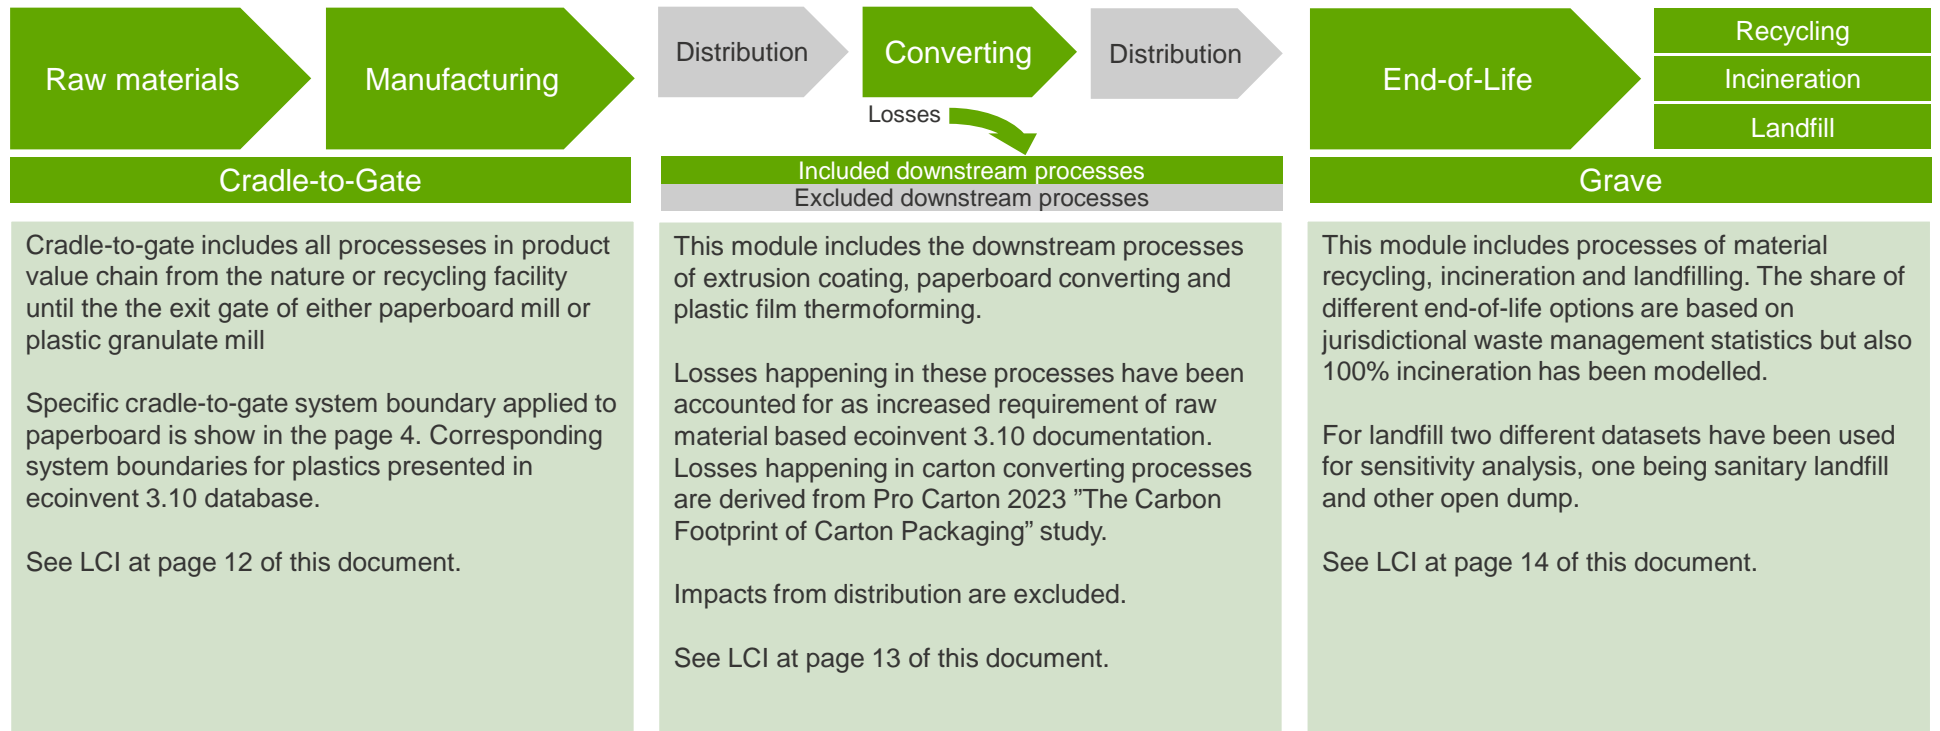 Raw materials
Manufacturing
Cradle-to-Gate
Cradle-to-gate includes all processeses in product
value chain from the nature or recycling facility
until the the exit gate of either paperboard mill or
plastic granulate mill
Specific cradle-to-gate system boundary applied to
paperboard is show in the page 4. Corresponding
system boundaries for plastics presented in
ecoinvent 3.10 database.
See LCI at page 12 of this document.
Distribution
Converting
Distribution
Losses
Included downstream processes
Excluded downstream processes
This module includes the downstream processes
of extrusion coating, paperboard converting and
plastic film thermoforming.
Losses happening in these processes have been
accounted for as increased requirement of raw
material based ecoinvent 3.10 documentation.
Losses happening in carton converting processes
are derived from Pro Carton 2023 ”The Carbon
Footprint of Carton Packaging” study.
Impacts from distribution are excluded.
See LCI at page 13 of this document.
End-of-Life
Recycling
Incineration
Landfill
Grave
This module includes processes of material
recycling, incineration and landfilling. The share of
different end-of-life options are based on
jurisdictional waste management statistics but also
100% incineration has been modelled.
For landfill two different datasets have been used
for sensitivity analysis, one being sanitary landfill
and other open dump.
See LCI at page 14 of this document.